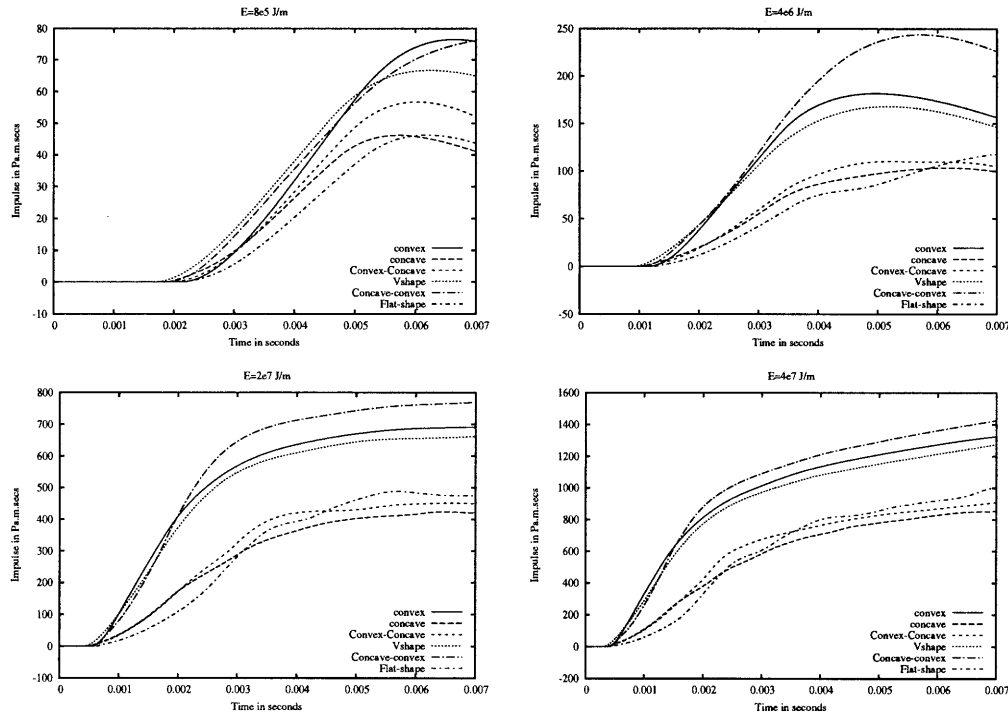 E=8e5 J/m
80
70
60
50
40
30
20
10
0
-10
Impulse in Pa.m.secs
convex
concave
Convex-Concave
Vshape
Concave-convex
Flat-shape
0 0.001 0.002 0.003 0.004 0.005 0.006 0.007
Time in seconds
E=4e6 J/m
250
200
150
100
50
0
-50
Impulse in Pa.m.secs
convex
concave
Convex-Concave
Vshape
Concave-convex
Flat-shape
0 0.001 0.002 0.003 0.004 0.005 0.006 0.007
Time in seconds
E=2e7 J/m
800
700
600
500
400
300
200
100
0
-100
Impulse in Pa.m.secs
convex
concave
Convex-Concave
Vshape
Concave-convex
Flat-shape
0 0.001 0.002 0.003 0.004 0.005 0.006 0.007
Time in seconds
E=4e7 J/m
1600
1400
1200
1000
800
600
400
200
0
-200
Impulse in Pa.m.secs
convex
concave
Convex-Concave
Vshape
Concave-convex
Flat-shape
0 0.001 0.002 0.003 0.004 0.005 0.006 0.007
Time in seconds